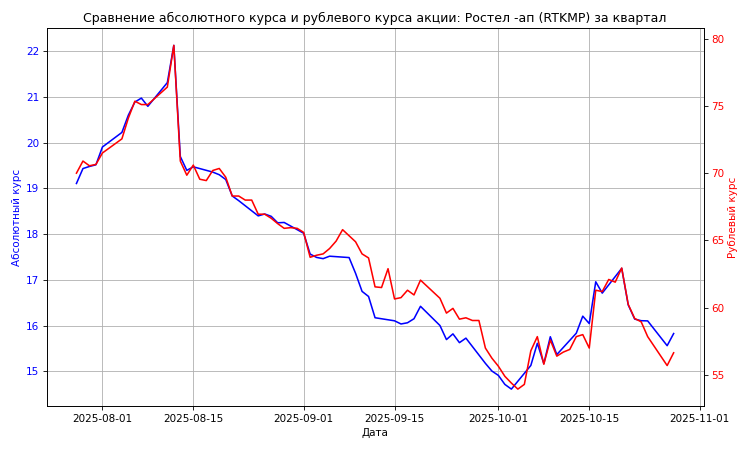 Сравнение абсолютного курса и рублевого курса акции: Ростел -ап (RTKMP) за квартал
22
21
20
19
18
17
16
15
Абсолютный курс
80
75
70
65
60
55
Рублевый курс
2025-08-01 2025-08-15 2025-09-01 2025-09-15 2025-10-01 2025-10-15 2025-11-01
Дата